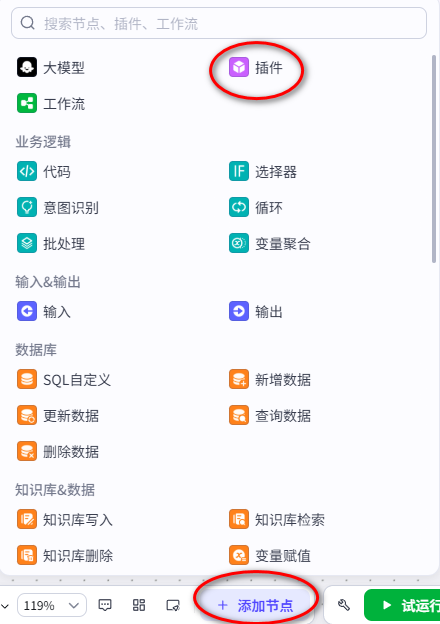 搜索节点、插件、工作流
大模型 插件
工作流
业务逻辑
代码 选择器
意图识别 循环
批处理 变量聚合
输入&输出
输入 输出
数据库
SQL自定义 新增数据
更新数据 查询数据
删除数据
知识库&数据
知识库写入 知识库检索
知识库删除 变量赋值
119% + 添加节点 试运行